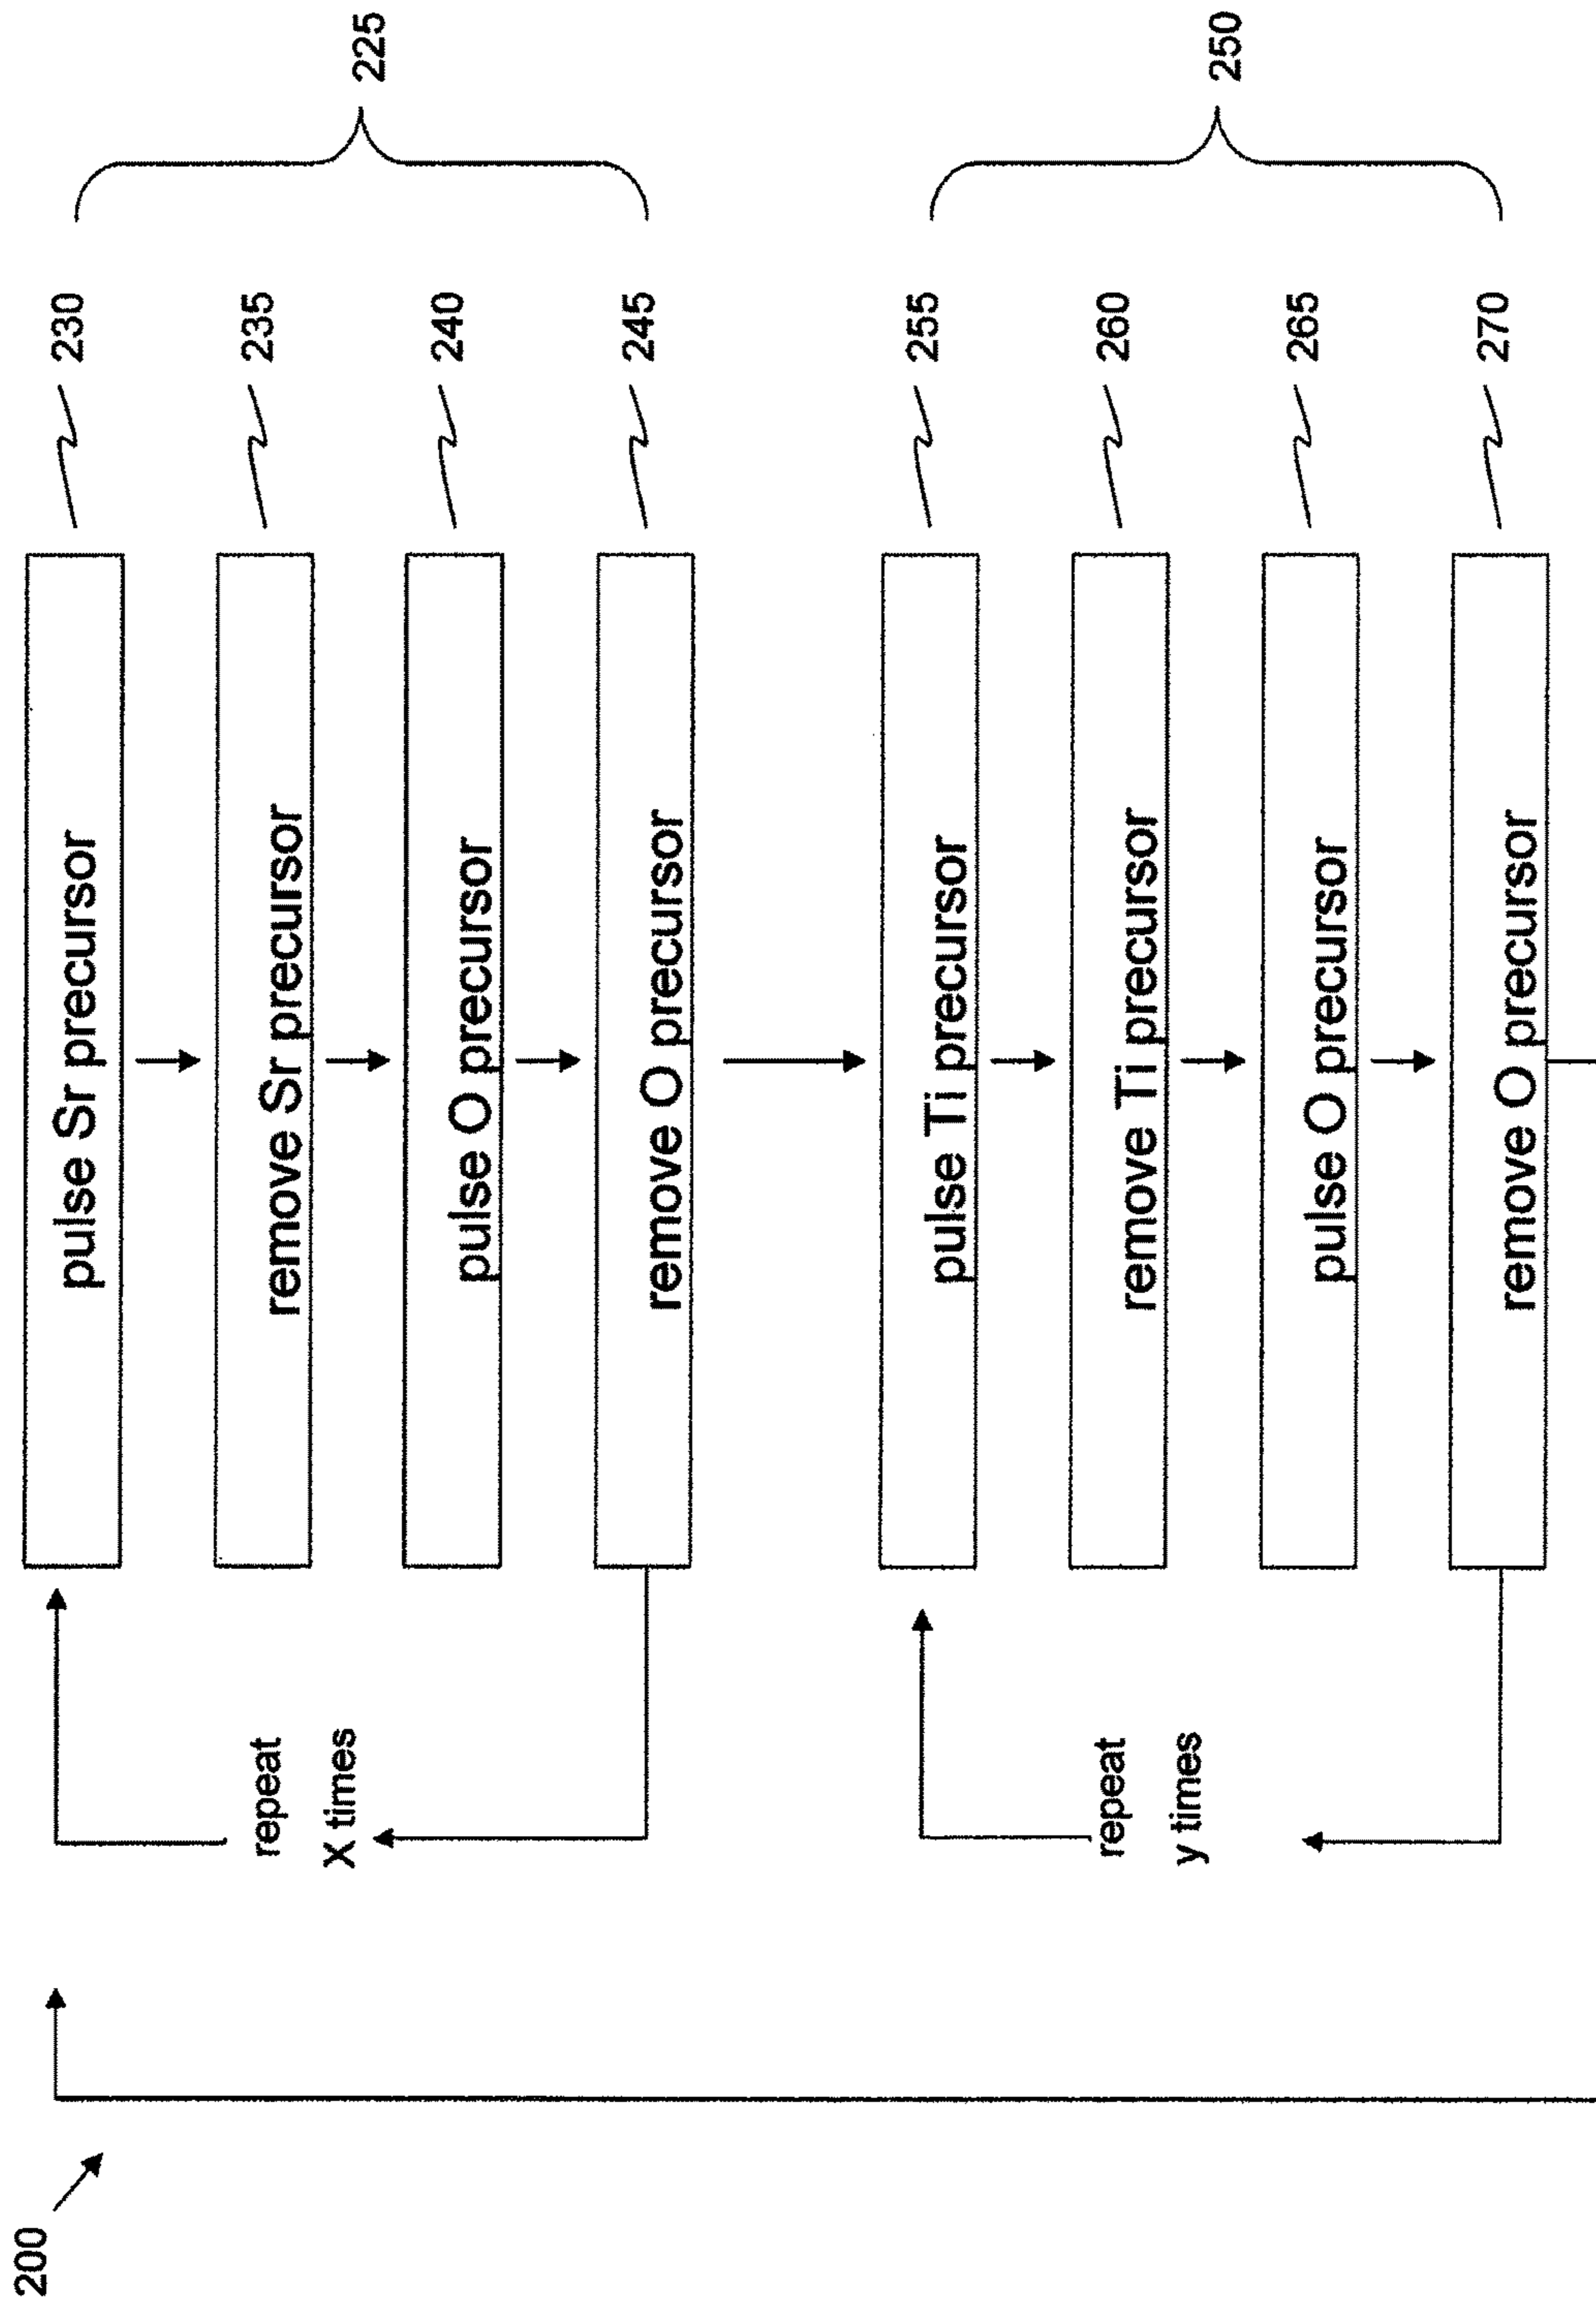 200
pulse Sr precursor
230
remove Sr precursor
235
pulse O precursor
240
remove O precursor
245
repeat
X times
225
pulse Ti precursor
255
remove Ti precursor
260
pulse O precursor
265
remove O precursor
270
repeat
y times
250